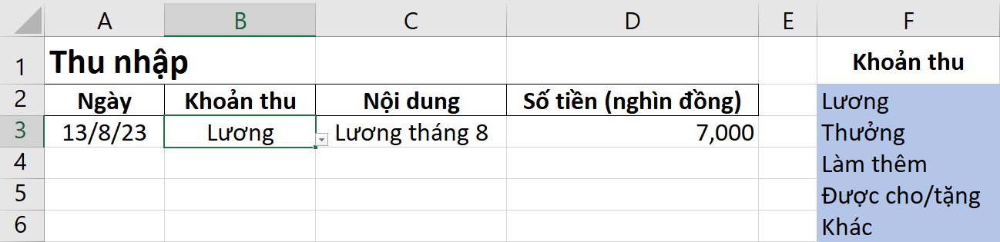 A B C D E F
1 Thu nhập Khoản thu
2 Ngày Khoản thu Nội dung Số tiền (nghìn đồng) Lương
3 13/8/23 Lương Lương tháng 8 7,000 Thưởng
4 Làm thêm
5 Được cho/tặng
6 Khác